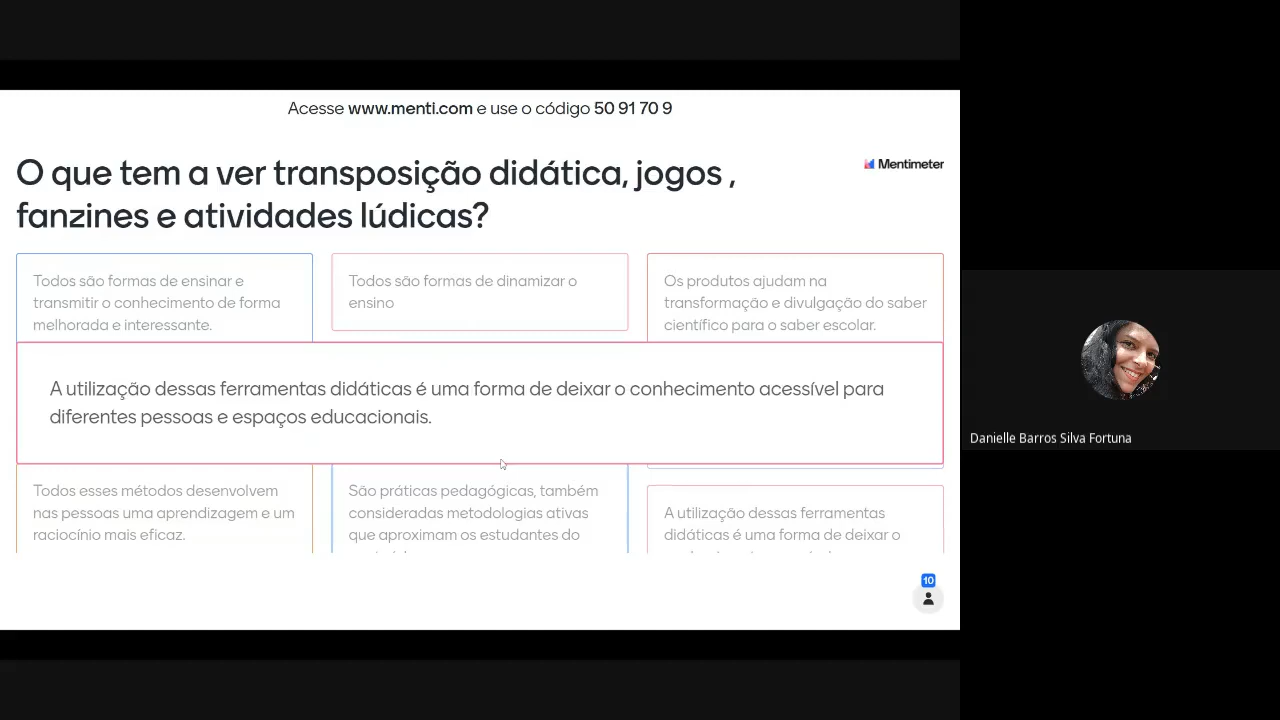 Acesse www.menti.com e use o código 50 91 70 9
O que tem a ver transposição didática, jogos ,
fanzines e atividades lúdicas?
Mentimeter
Todos são formas de ensinar e
transmitir o conhecimento de forma
melhorada e interessante.
Todos são formas de dinamizar o
ensino
Os produtos ajudam na
transformação e divulgação do saber
científico para o saber escolar.
A utilização dessas ferramentas didáticas é uma forma de deixar o conhecimento acessível para
diferentes pessoas e espaços educacionais.
Todos esses métodos desenvolvem
nas pessoas uma aprendizagem e um
raciocínio mais eficaz.
São práticas pedagógicas, também
consideradas metodologias ativas
que aproximam os estudantes do
A utilização dessas ferramentas
didáticas é uma forma de deixar o
10
Danielle Barros Silva Fortuna